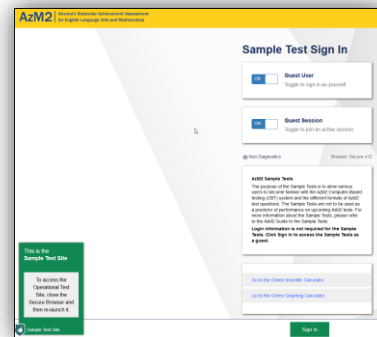 AzM2 Arizona's Statewide Achievement Assessment
for English Language Arts and Mathematics
Sample Test Sign In
ON Guest User
Toggle to sign in as yourself
ON Guest Session
Toggle to join an active session
Run Diagnostics Browser: Secure v13
AzM2 Sample Tests
The purpose of the Sample Tests is to allow various
users to become familiar with the AzM2 Computer-Based
testing (CBT) system and the different formats of AzM2
test questions. The Sample Tests are not to be used as
a predictor of performance on upcoming AzM2 tests. For
more information about the Sample Tests, please refer
to the AzM2 Guide to the Sample Tests.
Login information is not required for the Sample
Tests. Click Sign In to access the Sample Tests as
a guest.
Go to the Online Scientific Calculator
Go to the Online Graphing Calculator
This is the
Sample Test Site
To access the
Operational Test
Site, close the
Secure Browser and
then re-launch it.
Sample Test Site
Sign In